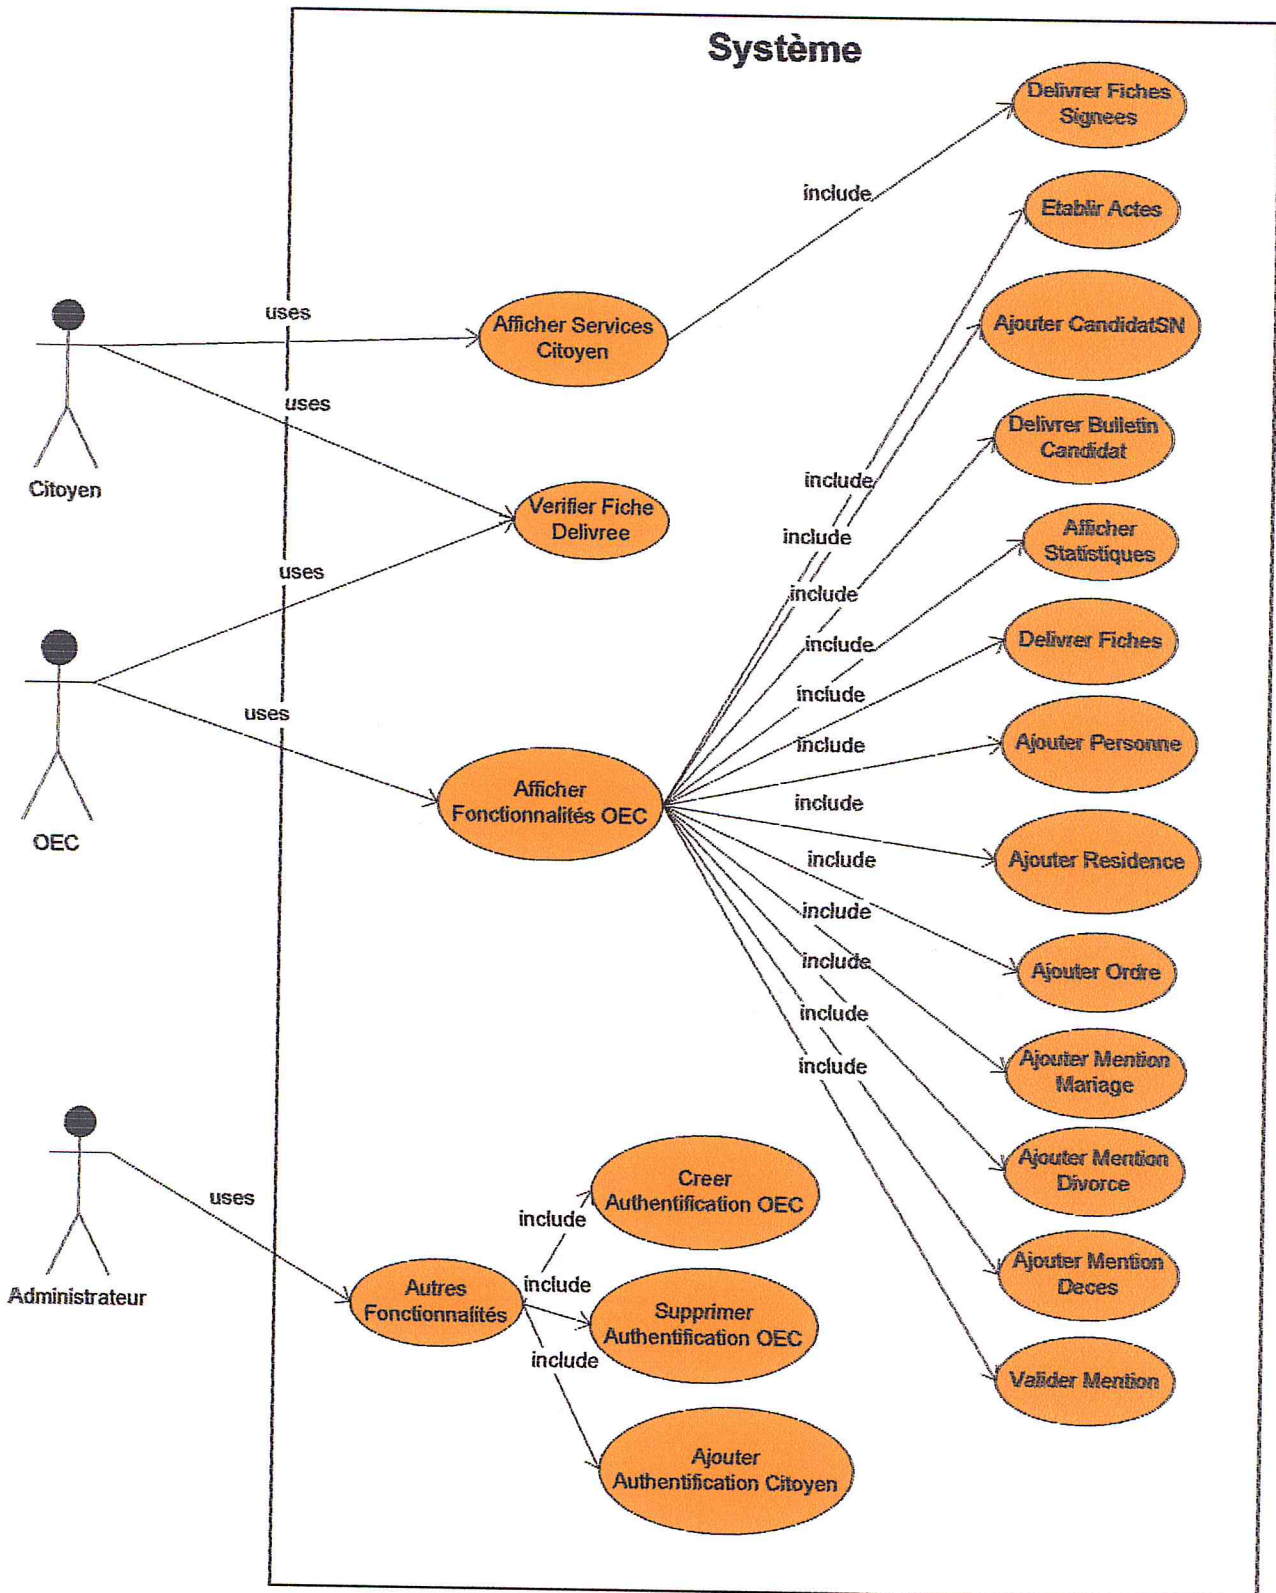 Système
Delivrer Fiches
Signees
include
Etablir Actes
uses
Afficher Services
Citoyen
Ajouter CandidatSN
uses
Citoyen
Delivrer Bulletin
Candidat
include
Verifier Fiche
Delivree
include
Afficher
Statistiques
uses
include
include
Delivrer Fiches
include
uses
include
Ajouter Personne
Afficher
Fonctionnalités OEC
include
OEC
include
Ajouter Residence
include
include
Ajouter Ordre
include
include
Ajouter Mention
Mariage
Ajouter Mention
Divorce
uses
Creer
Authentification OEC
include
Ajouter Mention
Deces
Administrateur
Autres
Fonctionnalités
include
Supprimer
Authentification OEC
include
Valider Mention
Ajouter
Authentification Citoyen